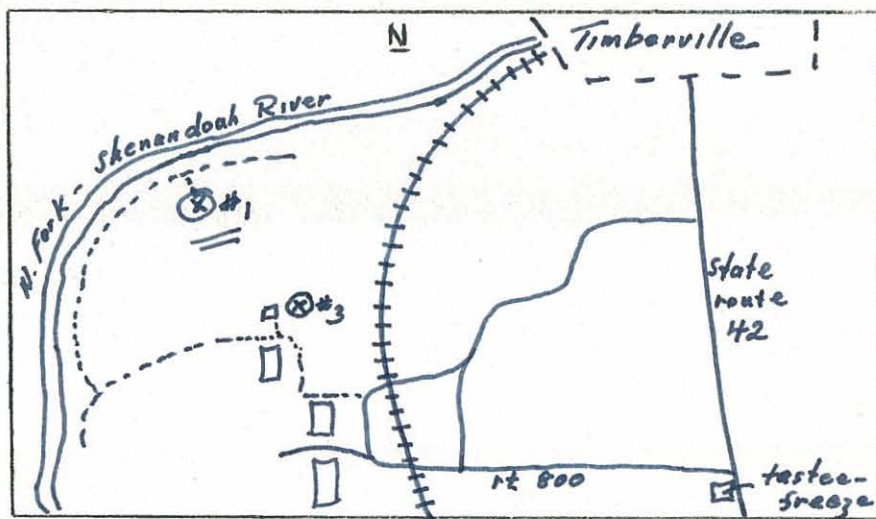 N
Timberville
N. Fork - Shenandoah River
#1
state
route
42
#3
rt 800
tastee-
freeze